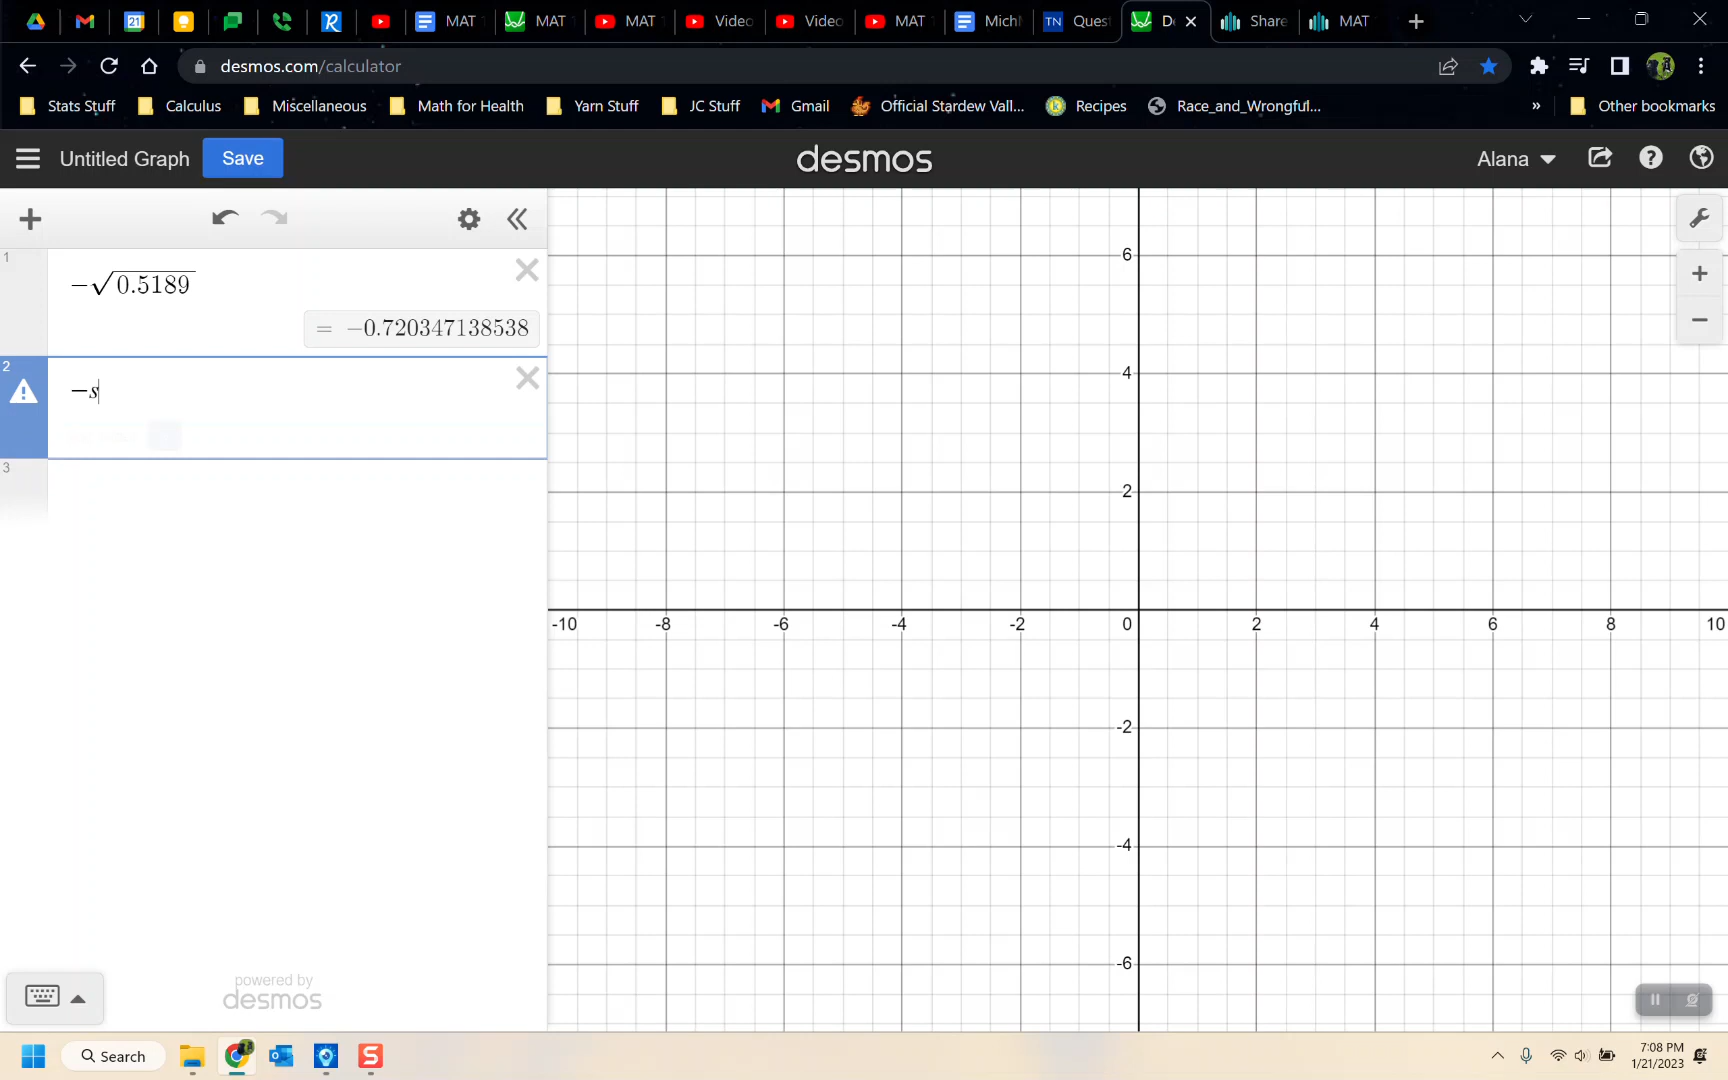 MAT MAT MAT Video Video MAT Mich Quest De Share MAT
desmos.com/calculator
Stats Stuff Calculus Miscellaneous Math for Health Yarn Stuff JC Stuff Gmail Official Stardew Vall... Recipes Race_and_Wrongfu... » Other bookmarks
Untitled Graph Save desmos Alana
1
−√0.5189
= −0.720347138538
2
−s
3
6
4
2
-10 -8 -6 -4 -2 0 2 4 6 8 10
-2
-4
-6
powered by
desmos
Search
7:08 PM
1/21/2023